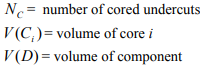 N_C = number of cored undercuts
V(C_i) = volume of core i
V(D) = volume of component